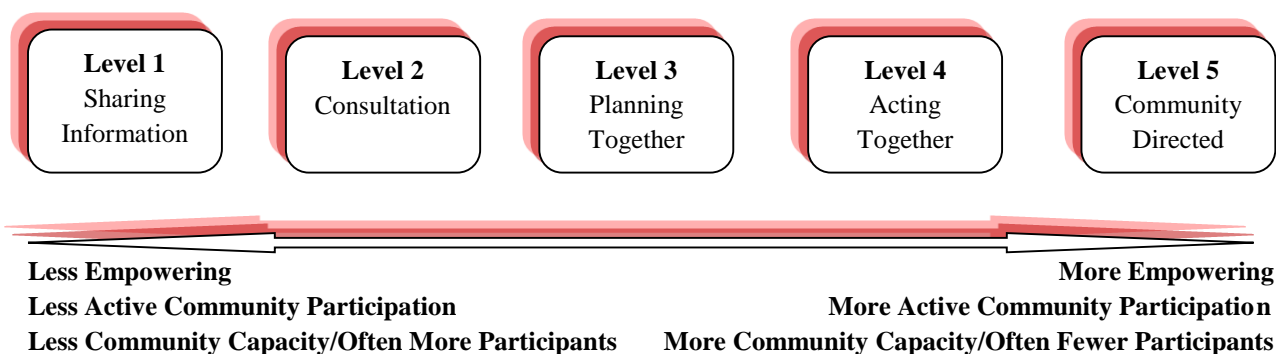 Level 1
Sharing
Information
Level 2
Consultation
Level 3
Planning
Together
Level 4
Acting
Together
Level 5
Community
Directed
Less Empowering
More Empowering
Less Active Community Participation
More Active Community Participation
Less Community Capacity/Often More Participants
More Community Capacity/Often Fewer Participants